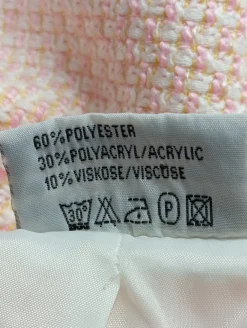 60%POLYESTER
30%POLYACRYL/ACRYLIC
10%VISKOSE/VISCOSE
30° P